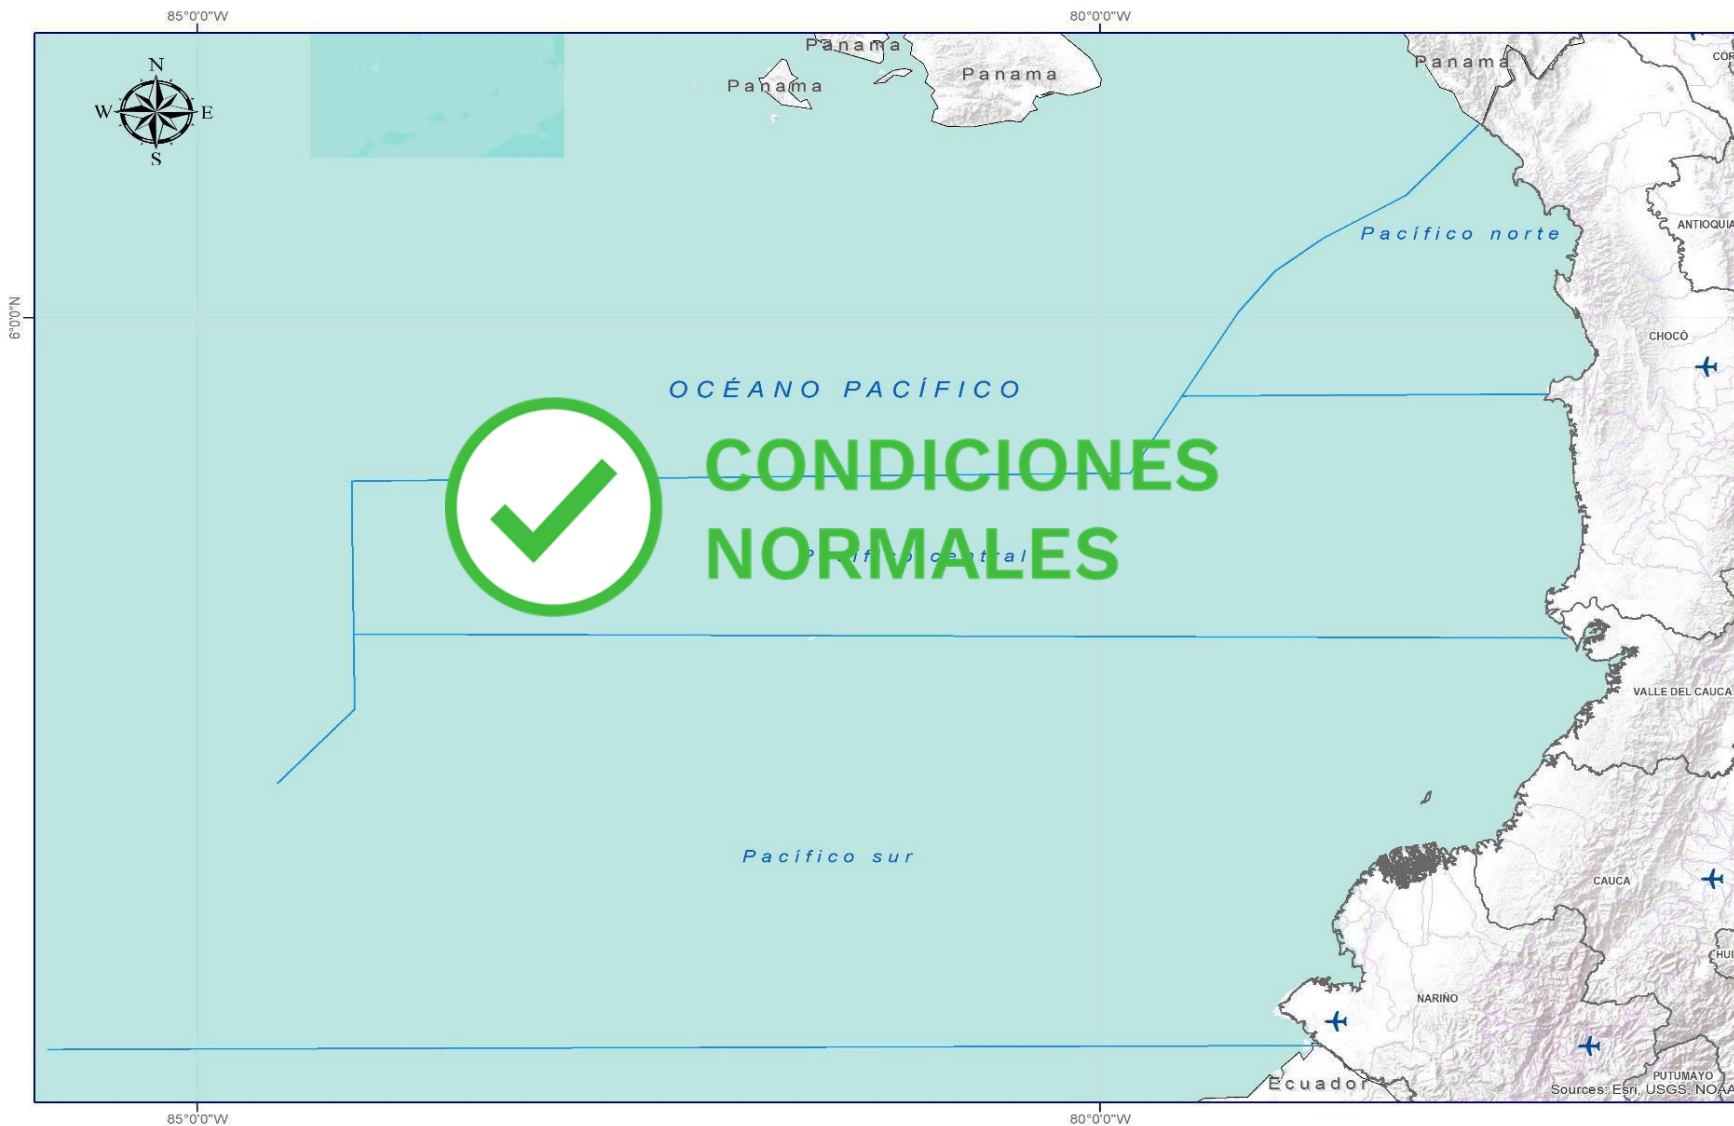 85°0'0"W
80°0'0"W
Panama
Panama
Panama
Panama
N
W
E
S
ANTIOQUIA
Pacífico norte
6°0'0"N
CHOCÓ
OCÉANO PACÍFICO
CONDICIONES
NORMALES
Pacífico central
VALLE DEL CAUCA
Pacífico sur
CAUCA
HUI
NARIÑO
Ecuador
PUTUMAYO
Sources: Esri, USGS, NOAA
85°0'0"W
80°0'0"W